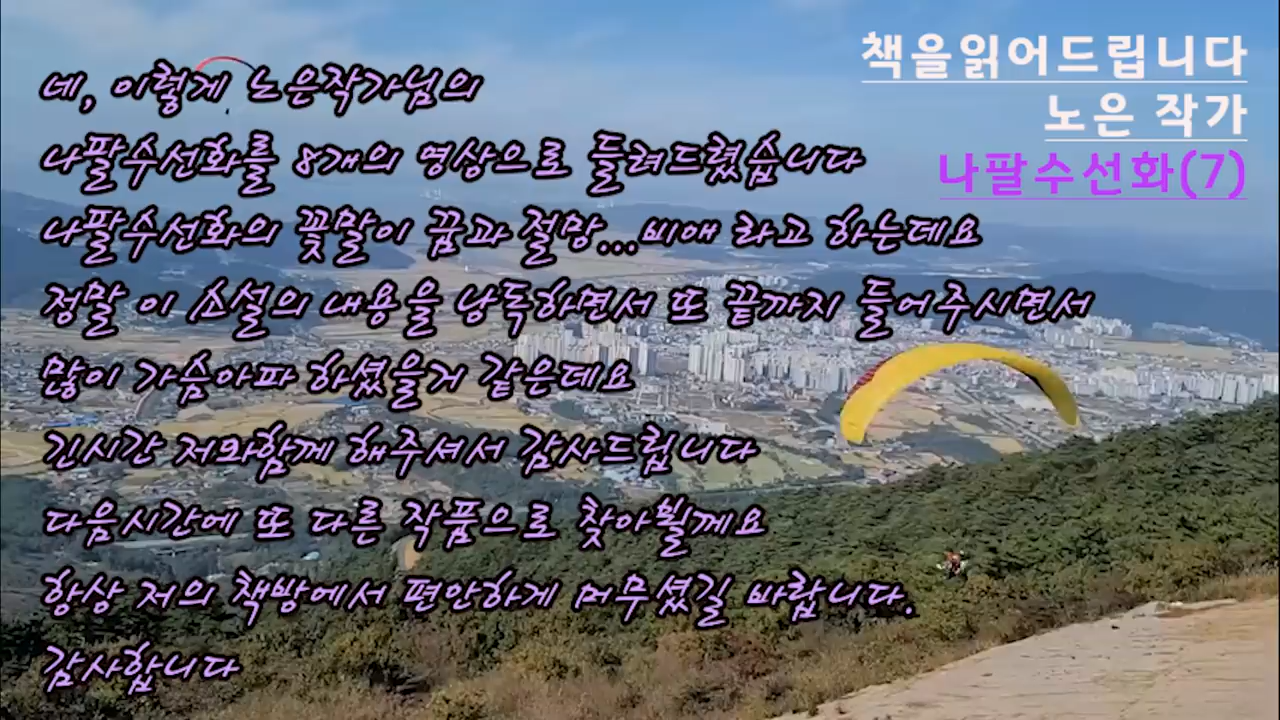 책을읽어드립니다
노은 작가
나팔수선화(7)
네, 이렇게 노은작가님의
나팔수선화를 8개의 영상으로 들려드렸습니다
나팔수선화의 꽃말이 꿈과 절망...비애 라고 하는데요
정말 이 소설의 내용을 낭독하면서 또 끝까지 들어주시면서
많이 가슴아파 하셨을거 같은데요
긴시간 저와함께 해주셔서 감사드립니다
다음시간에 또 다른 작품으로 찾아뵐께요
항상 저의 책방에서 편안하게 머무셨길 바랍니다.
감사합니다